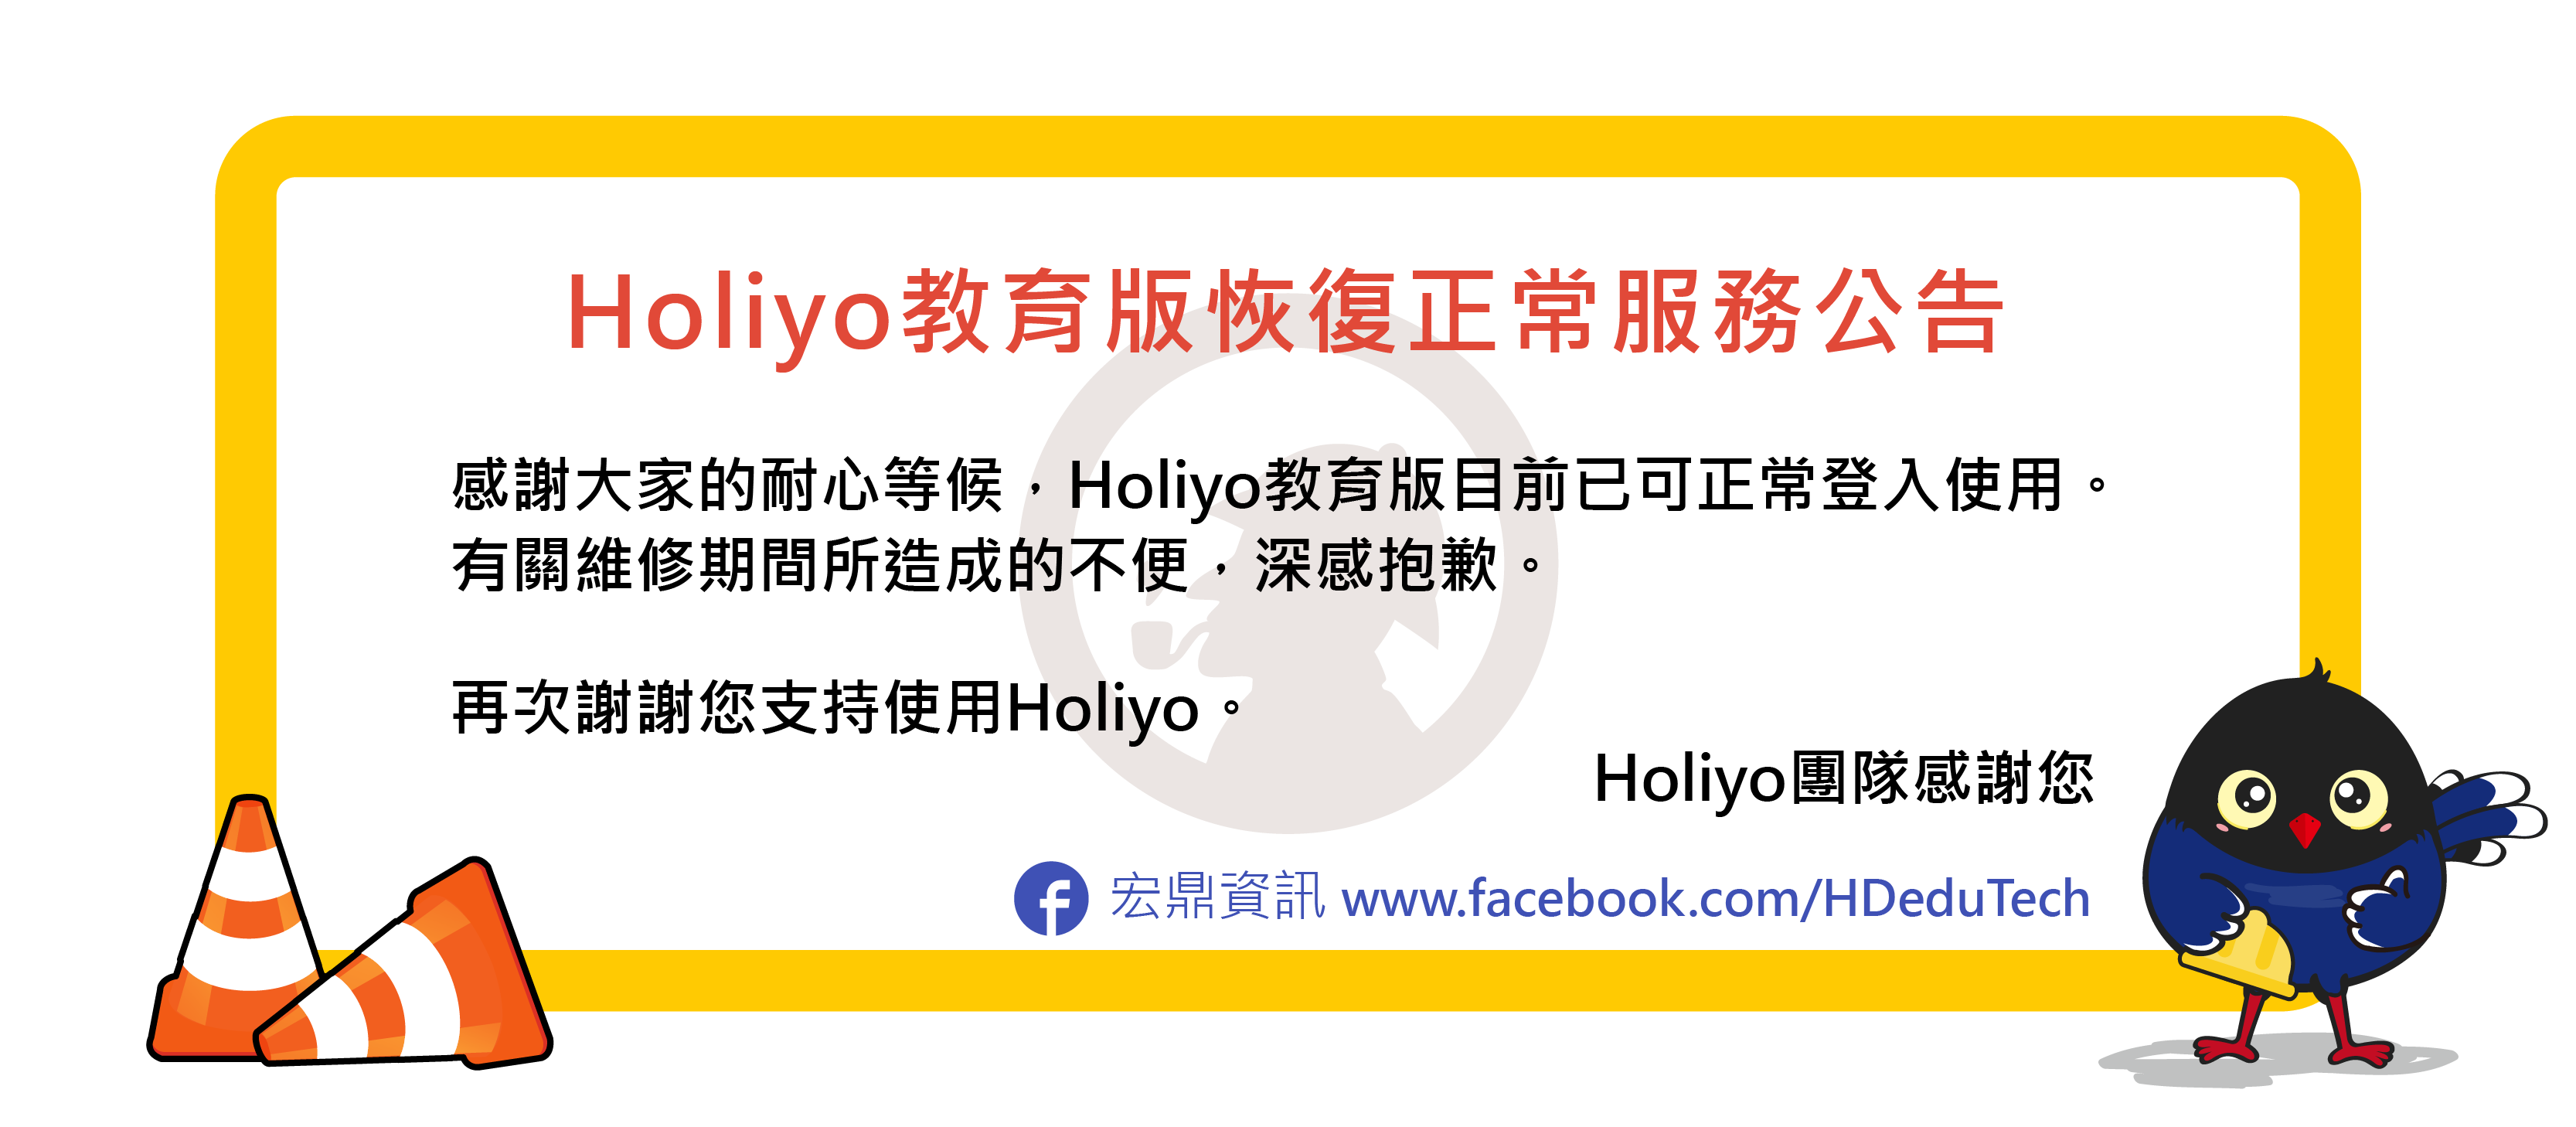 Holiyo教育版恢復正常服務公告
感謝大家的耐心等候，Holiyo教育版目前已可正常登入使用。
有關維修期間所造成的不便，深感抱歉。
再次謝謝您支持使用Holiyo。
Holiyo團隊感謝您
宏鼎資訊 www.facebook.com/HDeduTech